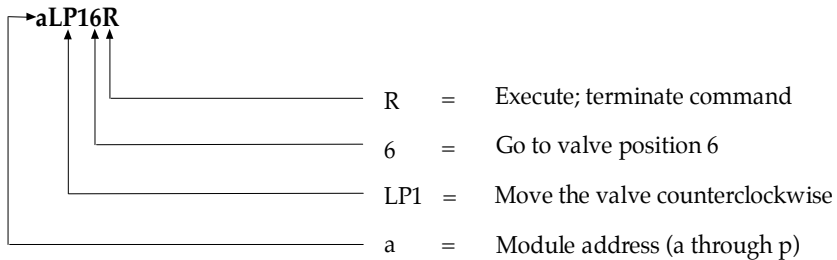 aLP16R
R = Execute; terminate command
6 = Go to valve position 6
LP1 = Move the valve counterclockwise
a = Module address (a through p)